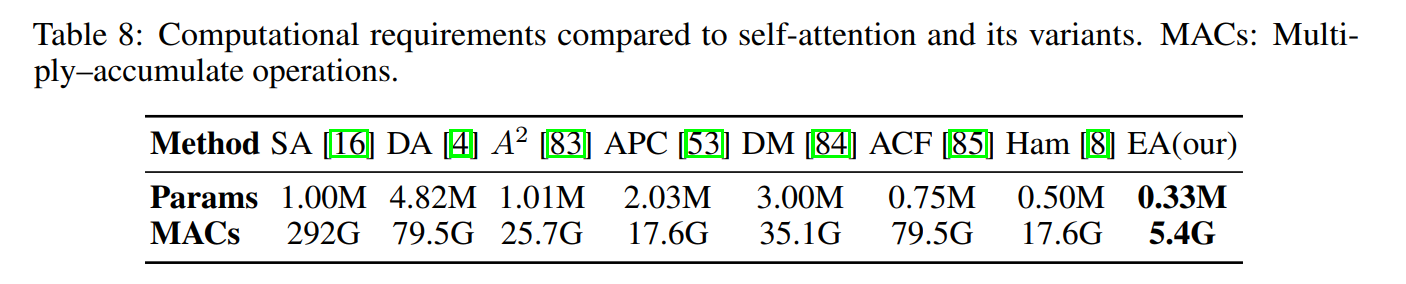 Table 8: Computational requirements compared to self-attention and its variants. MACs: Multi-
ply–accumulate operations.
Method SA [16] DA [4] A² [83] APC [53] DM [84] ACF [85] Ham [8] EA(our)
Params 1.00M 4.82M 1.01M 2.03M 3.00M 0.75M 0.50M 0.33M
MACs 292G 79.5G 25.7G 17.6G 35.1G 79.5G 17.6G 5.4G